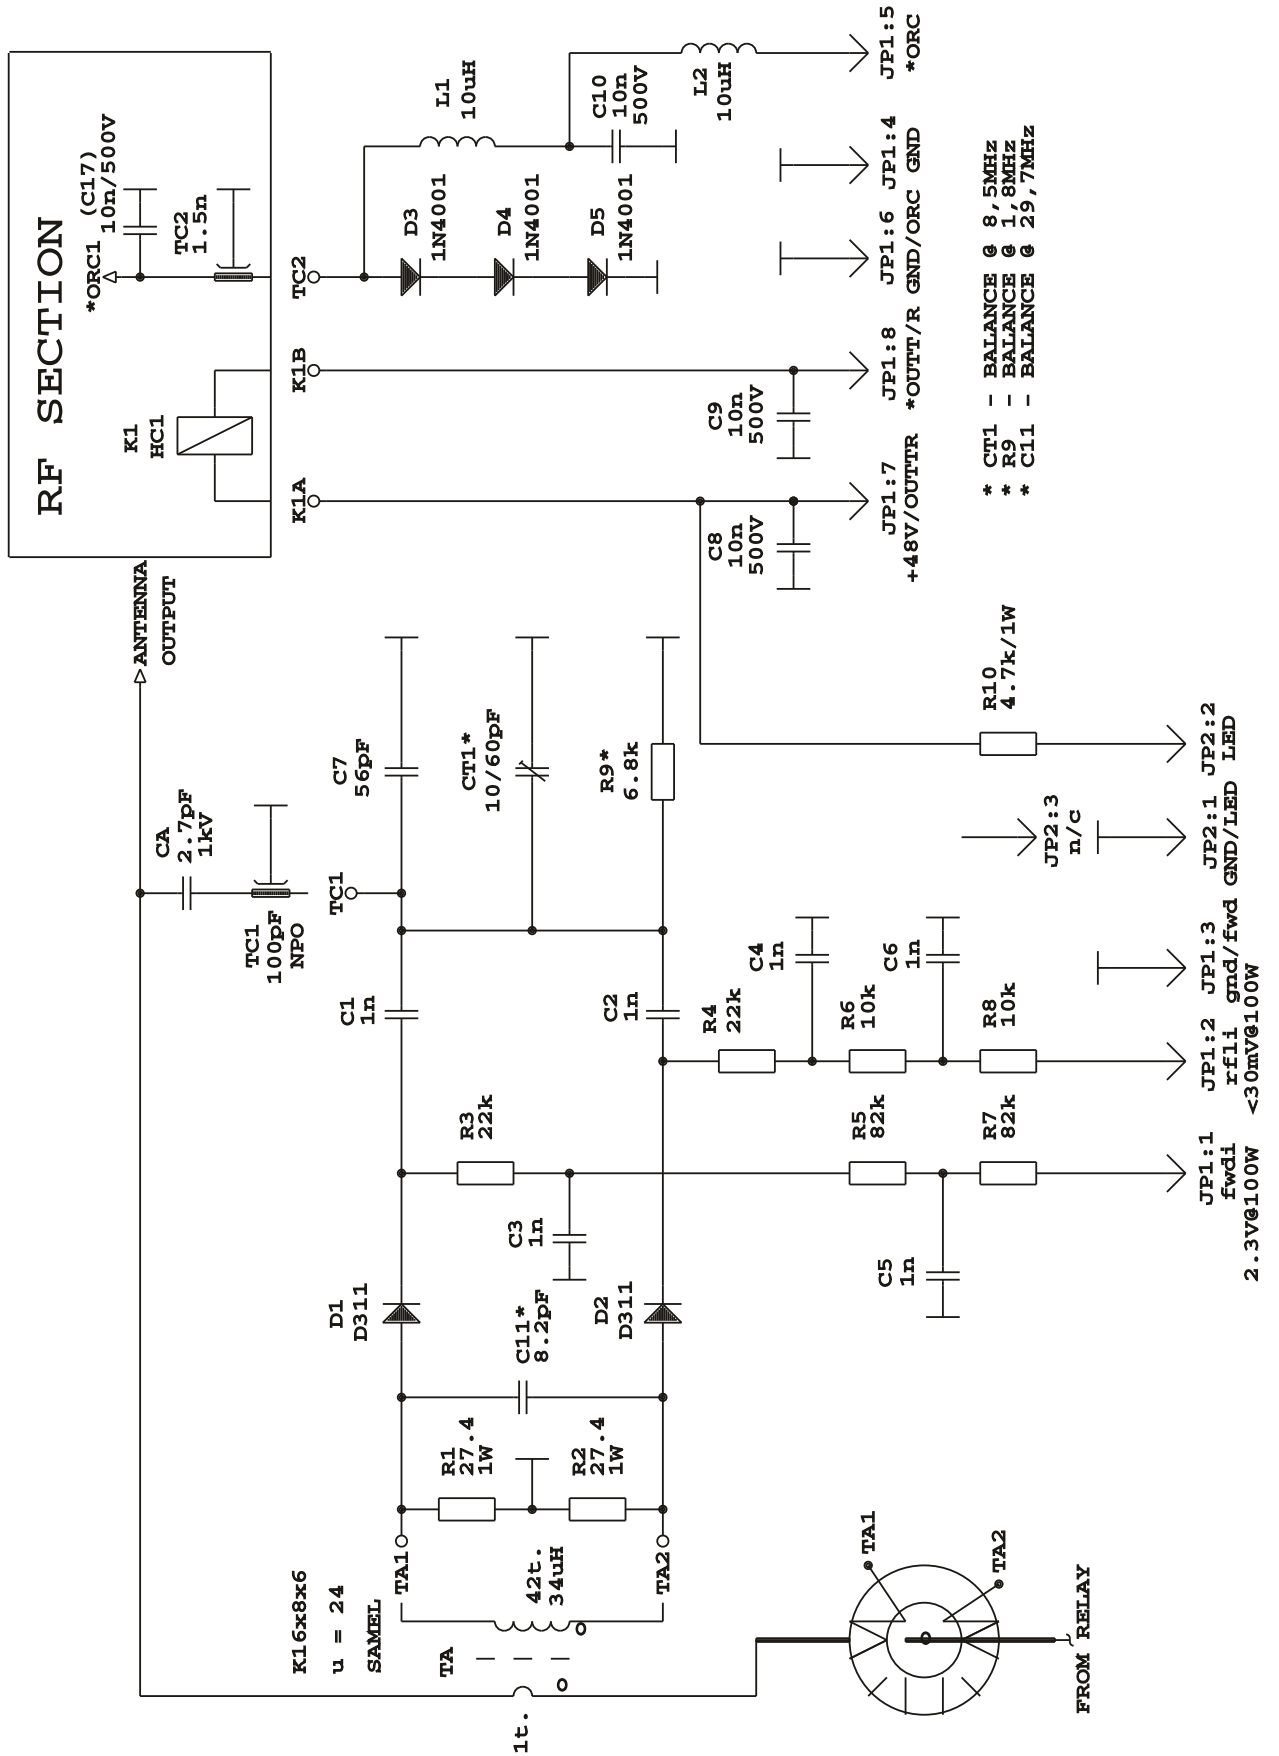 RF SECTION
*ORC1
(C17)
10n/500V
TC2
1.5n
K1
HC1
ANTENNA
OUTPUT
K1A
K1B
TC2
L1
10uH
D3
1N4001
D4
1N4001
D5
1N4001
C10
10n
500V
L2
10uH
JP1:5
*ORC
JP1:4
GND
JP1:6
GND/ORC
JP1:8
*OUTT/R
JP1:7
+48V/OUTTR
C9
10n
500V
C8
10n
500V
* CT1 - BALANCE @ 8,5MHz
* R9 - BALANCE @ 1,8MHz
* C11 - BALANCE @ 29,7MHz
CA
2.7pF
1kV
TC1
100pF
NPO
TC1
C7
56pF
CT1*
10/60pF
R9*
6.8k
R10
4.7k/1W
JP2:2
LED
JP2:1
GND/LED
JP2:3
n/c
C1
1n
C2
1n
R4
22k
C4
1n
R6
10k
C6
1n
R8
10k
JP1:3
gnd/fwd
JP1:2
rfli
<30mV@100W
R3
22k
R5
82k
R7
82k
JP1:1
fwdi
2.3V@100W
C3
1n
C5
1n
D1
D311
D2
D311
C11*
8.2pF
R1
27.4
1W
R2
27.4
1W
TA1
TA2
42t.
34uH
K16x8x6
u = 24
SAMEL
TA
1t.
TA1
TA2
FROM RELAY